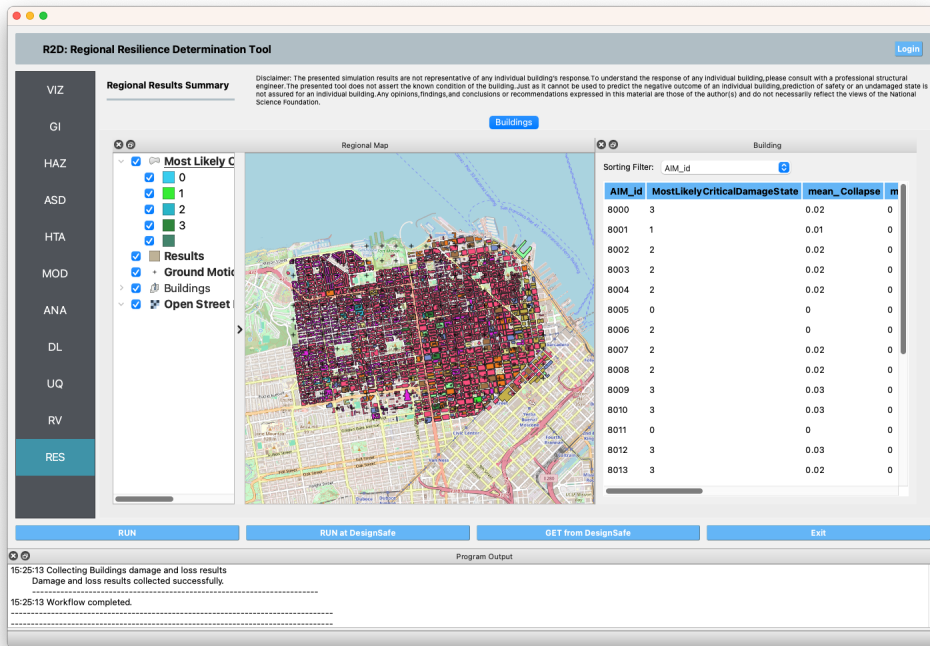 R2D: Regional Resilience Determination Tool
Login
VIZ
GI
HAZ
ASD
HTA
MOD
ANA
DL
UQ
RV
RES
Regional Results Summary
Disclaimer: The presented simulation results are not representative of any individual building's response.To understand the response of any individual building,please consult with a professional structural
engineer.The presented tool does not assert the known condition of the building.Just as it cannot be used to predict the negative outcome of an individual building,prediction of safety or an undamaged state is
not assured for an individual building.Any opinions,findings,and conclusions or recommendations expressed in this material are those of the author(s) and do not necessarily reflect the views of the National
Science Foundation.
Buildings
Regional Map
Most Likely C
0
1
2
3
Results
Ground Motio
Buildings
Open Street
Building
Sorting Filter: AIM_id
AIM_id MostLikelyCriticalDamageState mean_Collapse m
8000 3 0.02 0
8001 1 0.01 0
8002 2 0.02 0
8003 2 0.02 0
8004 2 0.02 0
8005 0 0 0
8006 2 0 0
8007 2 0.02 0
8008 2 0.02 0
8009 3 0.03 0
8010 3 0.03 0
8011 0 0 0
8012 3 0.03 0
8013 3 0.02 0
RUN
RUN at DesignSafe
GET from DesignSafe
Exit
Program Output
15:25:13 Collecting Buildings damage and loss results
Damage and loss results collected successfully.
15:25:13 Workflow completed.